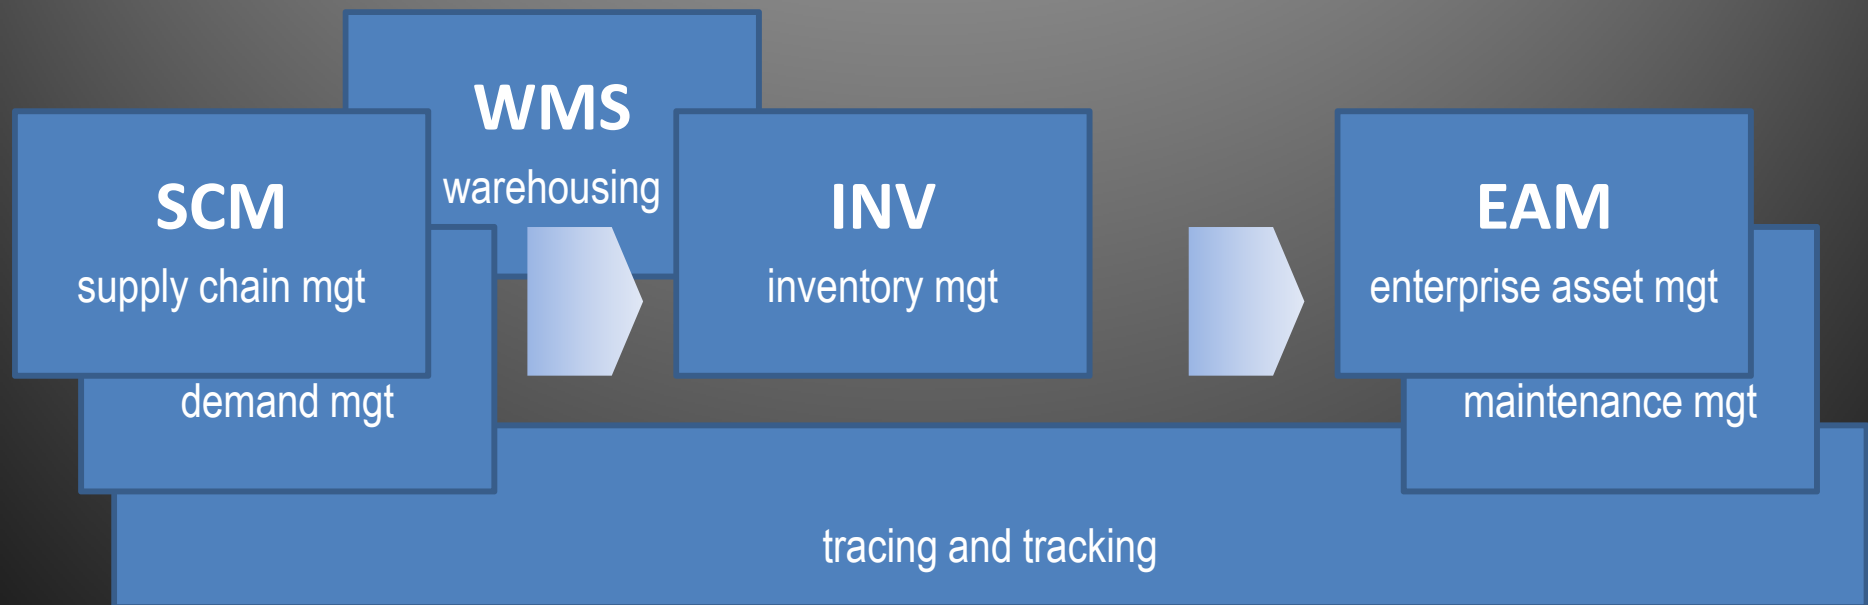 WMS
warehousing
SCM
supply chain mgt
demand mgt
INV
inventory mgt
EAM
enterprise asset mgt
maintenance mgt
tracing and tracking